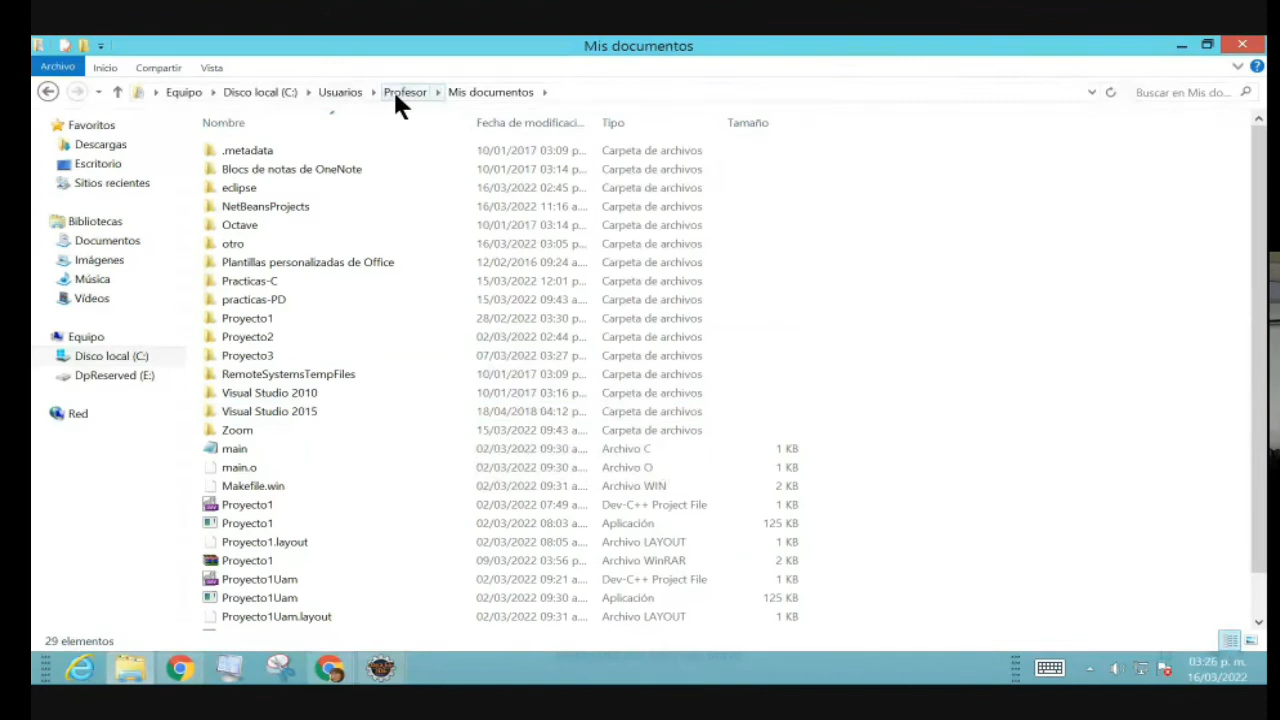 Mis documentos
Archivo Inicio Compartir Vista
Equipo Disco local (C:) Usuarios Profesor Mis documentos Buscar en Mis do...
Nombre Fecha de modificaci... Tipo Tamaño
Favoritos
Descargas
Escritorio
Sitios recientes
Bibliotecas
Documentos
Imágenes
Música
Vídeos
Equipo
Disco local (C:)
DpReserved (E:)
Red
.metadata 10/01/2017 03:09 p... Carpeta de archivos
Blocs de notas de OneNote 10/01/2017 03:14 p... Carpeta de archivos
eclipse 16/03/2022 02:45 p... Carpeta de archivos
NetBeansProjects 16/03/2022 11:16 a.... Carpeta de archivos
Octave 10/01/2017 03:14 p... Carpeta de archivos
otro 16/03/2022 03:05 p... Carpeta de archivos
Plantillas personalizadas de Office 12/02/2016 09:24 a.... Carpeta de archivos
Practicas-C 15/03/2022 12:01 p... Carpeta de archivos
practicas-PD 15/03/2022 09:43 a.... Carpeta de archivos
Proyecto1 28/02/2022 03:30 p... Carpeta de archivos
Proyecto2 02/03/2022 02:44 p... Carpeta de archivos
Proyecto3 07/03/2022 03:27 p... Carpeta de archivos
RemoteSystemsTempFiles 10/01/2017 03:09 p... Carpeta de archivos
Visual Studio 2010 10/01/2017 03:16 p... Carpeta de archivos
Visual Studio 2015 18/04/2018 04:12 p... Carpeta de archivos
Zoom 15/03/2022 09:43 a.... Carpeta de archivos
main 02/03/2022 09:30 a.... Archivo C 1 KB
main.o 02/03/2022 09:30 a.... Archivo O 1 KB
Makefile.win 02/03/2022 09:31 a.... Archivo WIN 2 KB
Proyecto1 02/03/2022 07:49 a.... Dev-C++ Project File 1 KB
Proyecto1 02/03/2022 08:03 a.... Aplicación 125 KB
Proyecto1.layout 02/03/2022 08:05 a.... Archivo LAYOUT 1 KB
Proyecto1 09/03/2022 03:56 p... Archivo WinRAR 2 KB
Proyecto1Uam 02/03/2022 09:21 a.... Dev-C++ Project File 1 KB
Proyecto1Uam 02/03/2022 09:30 a.... Aplicación 125 KB
Proyecto1Uam.layout 02/03/2022 09:31 a.... Archivo LAYOUT 1 KB
29 elementos
03:26 p. m.
16/03/2022